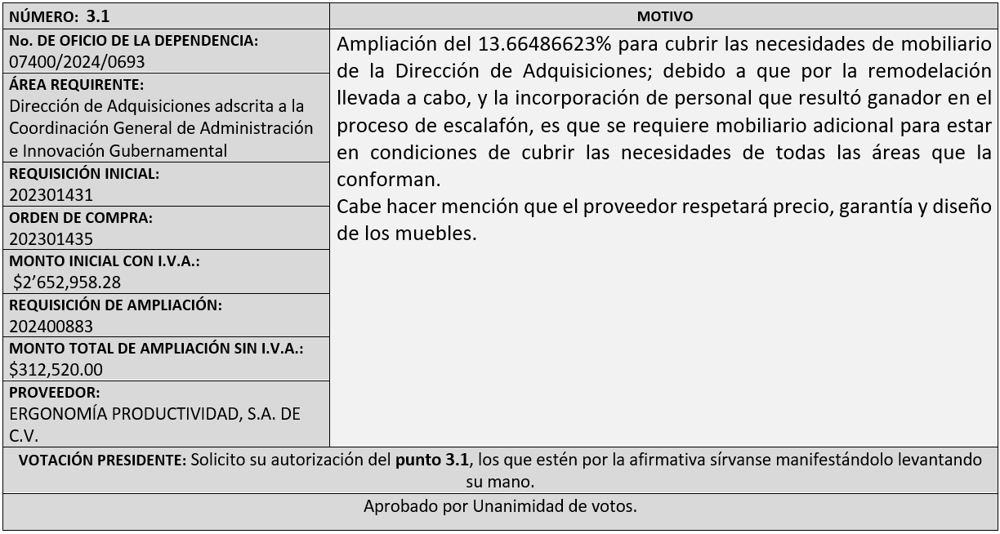 NÚMERO: 3.1
No. DE OFICIO DE LA DEPENDENCIA:
07400/2024/0693
ÁREA REQUIRENTE:
Dirección de Adquisiciones adscrita a la
Coordinación General de Administración
e Innovación Gubernamental
REQUISICIÓN INICIAL:
202301431
ORDEN DE COMPRA:
202301435
MONTO INICIAL CON I.V.A.:
$2’652,958.28
REQUISICIÓN DE AMPLIACIÓN:
202400883
MONTO TOTAL DE AMPLIACIÓN SIN I.V.A.:
$312,520.00
PROVEEDOR:
ERGONOMÍA PRODUCTIVIDAD, S.A. DE
C.V.
MOTIVO
Ampliación del 13.66486623% para cubrir las necesidades de mobiliario
de la Dirección de Adquisiciones; debido a que por la remodelación
llevada a cabo, y la incorporación de personal que resultó ganador en el
proceso de escalafón, es que se requiere mobiliario adicional para estar
en condiciones de cubrir las necesidades de todas las áreas que la
conforman.
Cabe hacer mención que el proveedor respetará precio, garantía y diseño
de los muebles.
VOTACIÓN PRESIDENTE: Solicito su autorización del punto 3.1, los que estén por la afirmativa sírvanse manifestándolo levantando
su mano.
Aprobado por Unanimidad de votos.